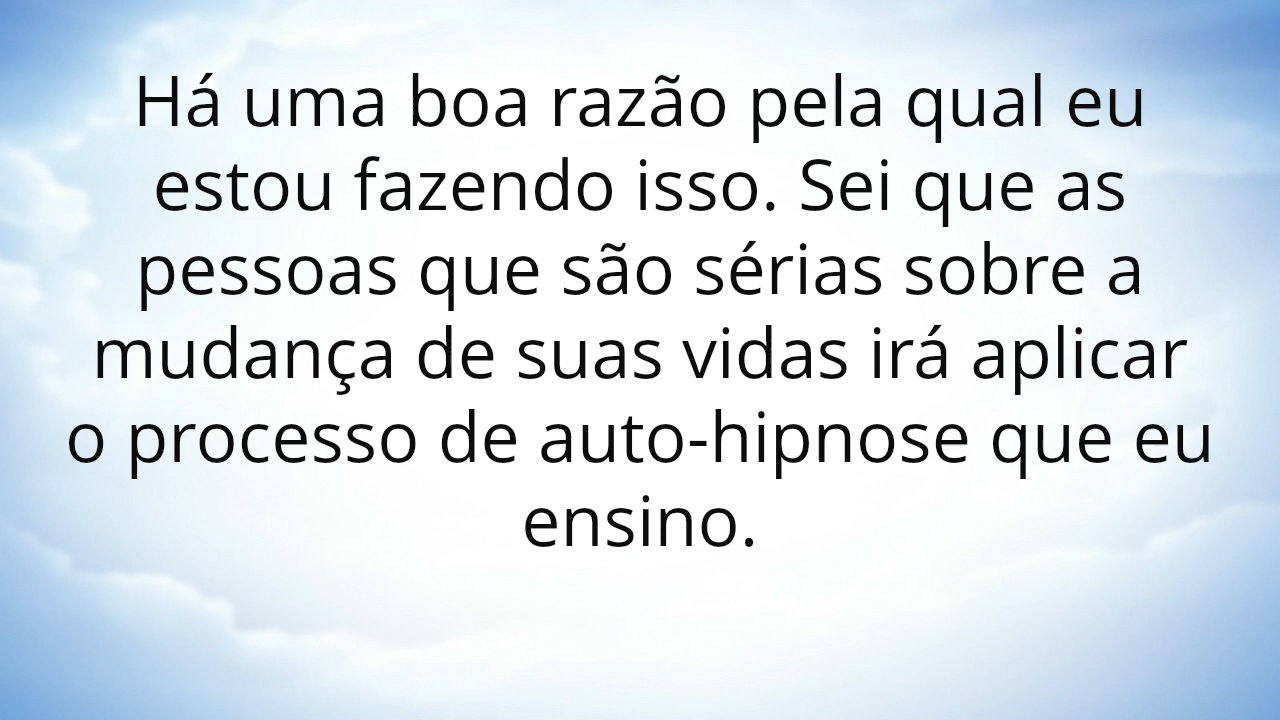 Há uma boa razão pela qual eu
estou fazendo isso. Sei que as
pessoas que são sérias sobre a
mudança de suas vidas irá aplicar
o processo de auto-hipnose que eu
ensino.